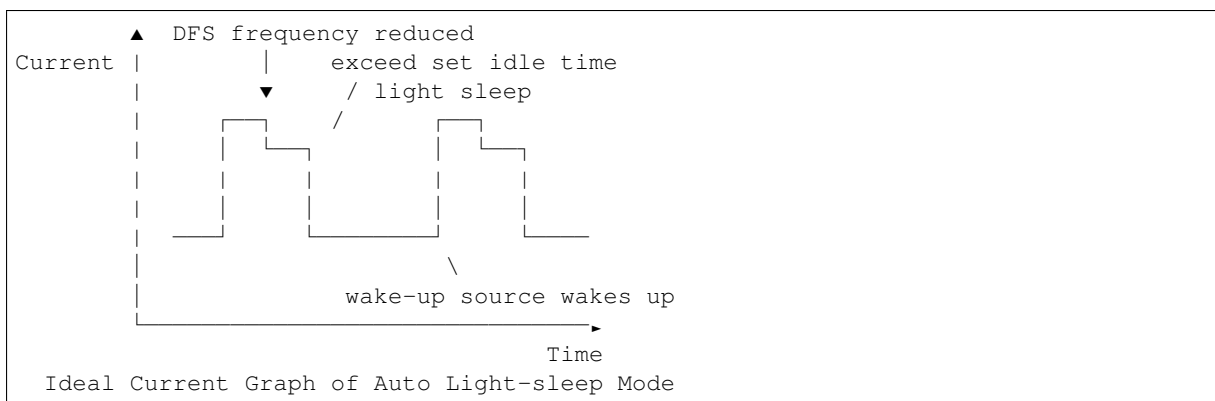 DFS frequency reduced
Current
exceed set idle time
light sleep
wake-up source wakes up
Time
Ideal Current Graph of Auto Light-sleep Mode